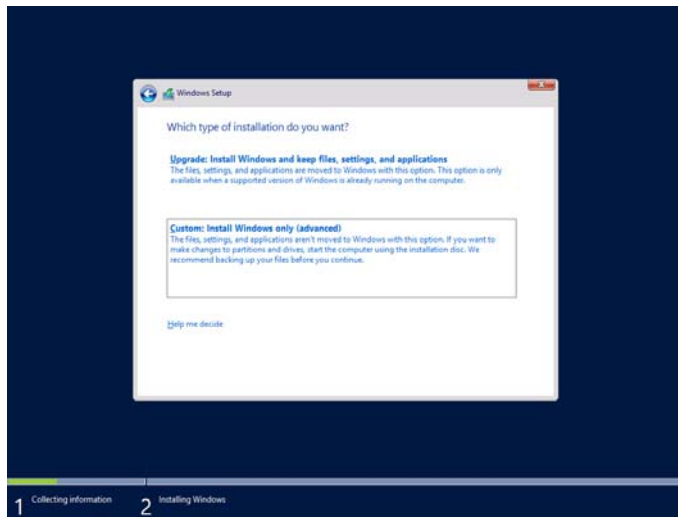 Windows Setup
Which type of installation do you want?
Upgrade: Install Windows and keep files, settings, and applications
The files, settings, and applications are moved to Windows with this option. This option is only
available when a supported version of Windows is already running on the computer.
Custom: Install Windows only (advanced)
The files, settings, and applications aren't moved to Windows with this option. If you want to
make changes to partitions and drives, start the computer using the installation disc. We
recommend backing up your files before you continue.
Help me decide
1 Collecting information 2 Installing Windows